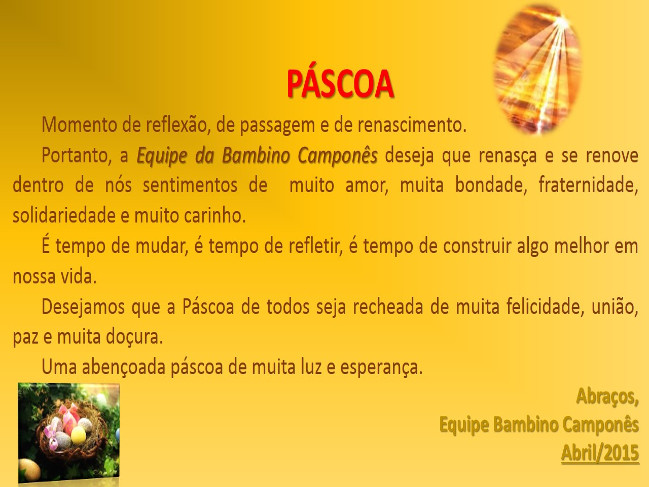 PÁSCOA
Momento de reflexão, de passagem e de renascimento.
Portanto, a Equipe da Bambino Camponês deseja que renasça e se renove
dentro de nós sentimentos de muito amor, muita bondade, fraternidade,
solidariedade e muito carinho.
É tempo de mudar, é tempo de refletir, é tempo de construir algo melhor em
nossa vida.
Desejamos que a Páscoa de todos seja recheada de muita felicidade, união,
paz e muita doçura.
Uma abençoada páscoa de muita luz e esperança.
Abraços,
Equipe Bambino Camponês
Abril/2015